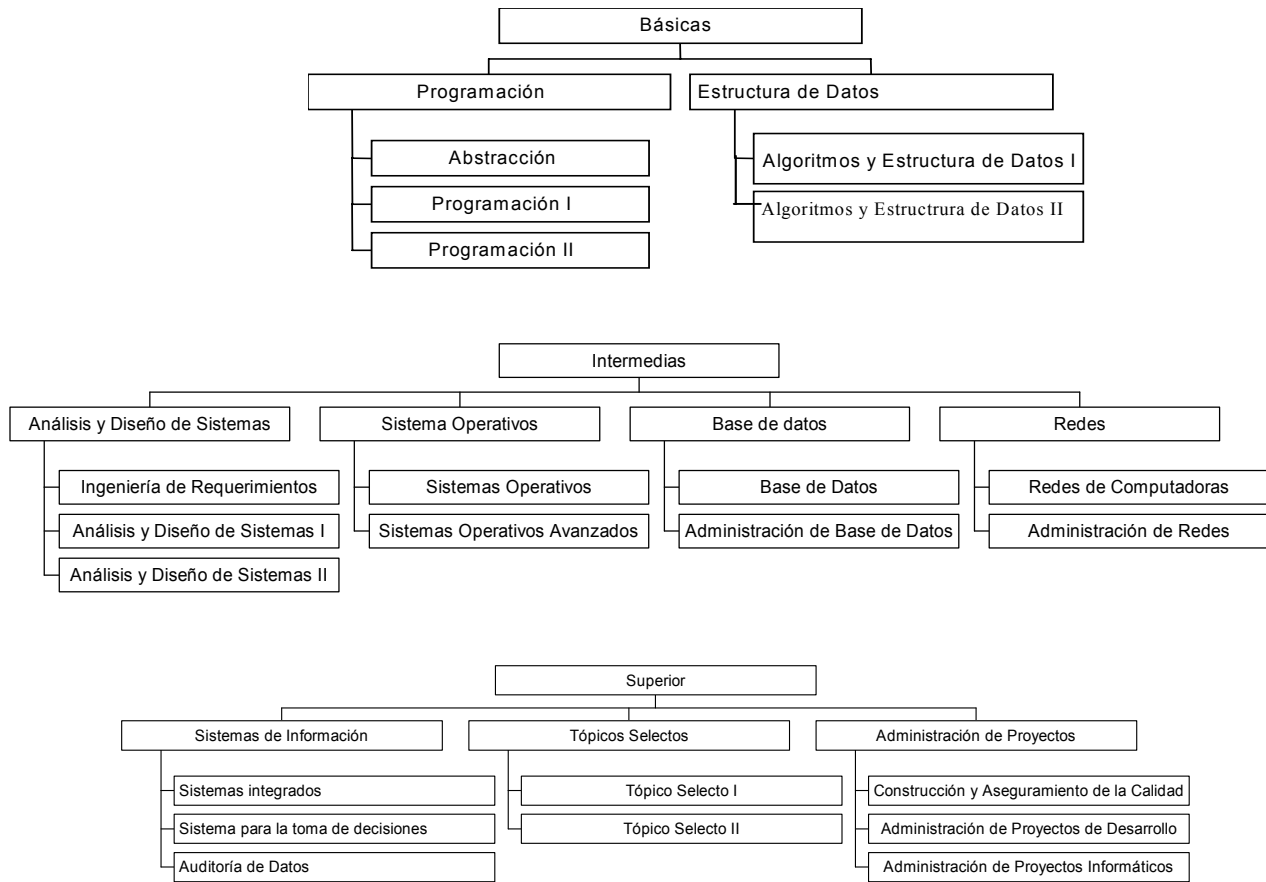 Básicas
Programación
Estructura de Datos
Abstracción
Programación I
Programación II
Algoritmos y Estructura de Datos I
Algoritmos y Estructrura de Datos II
Intermedias
Análisis y Diseño de Sistemas
Sistema Operativos
Base de datos
Redes
Ingeniería de Requerimientos
Análisis y Diseño de Sistemas I
Análisis y Diseño de Sistemas II
Sistemas Operativos
Sistemas Operativos Avanzados
Base de Datos
Administración de Base de Datos
Redes de Computadoras
Administración de Redes
Superior
Sistemas de Información
Tópicos Selectos
Administración de Proyectos
Sistemas integrados
Sistema para la toma de decisiones
Auditoría de Datos
Tópico Selecto I
Tópico Selecto II
Construcción y Aseguramiento de la Calidad
Administración de Proyectos de Desarrollo
Administración de Proyectos Informáticos